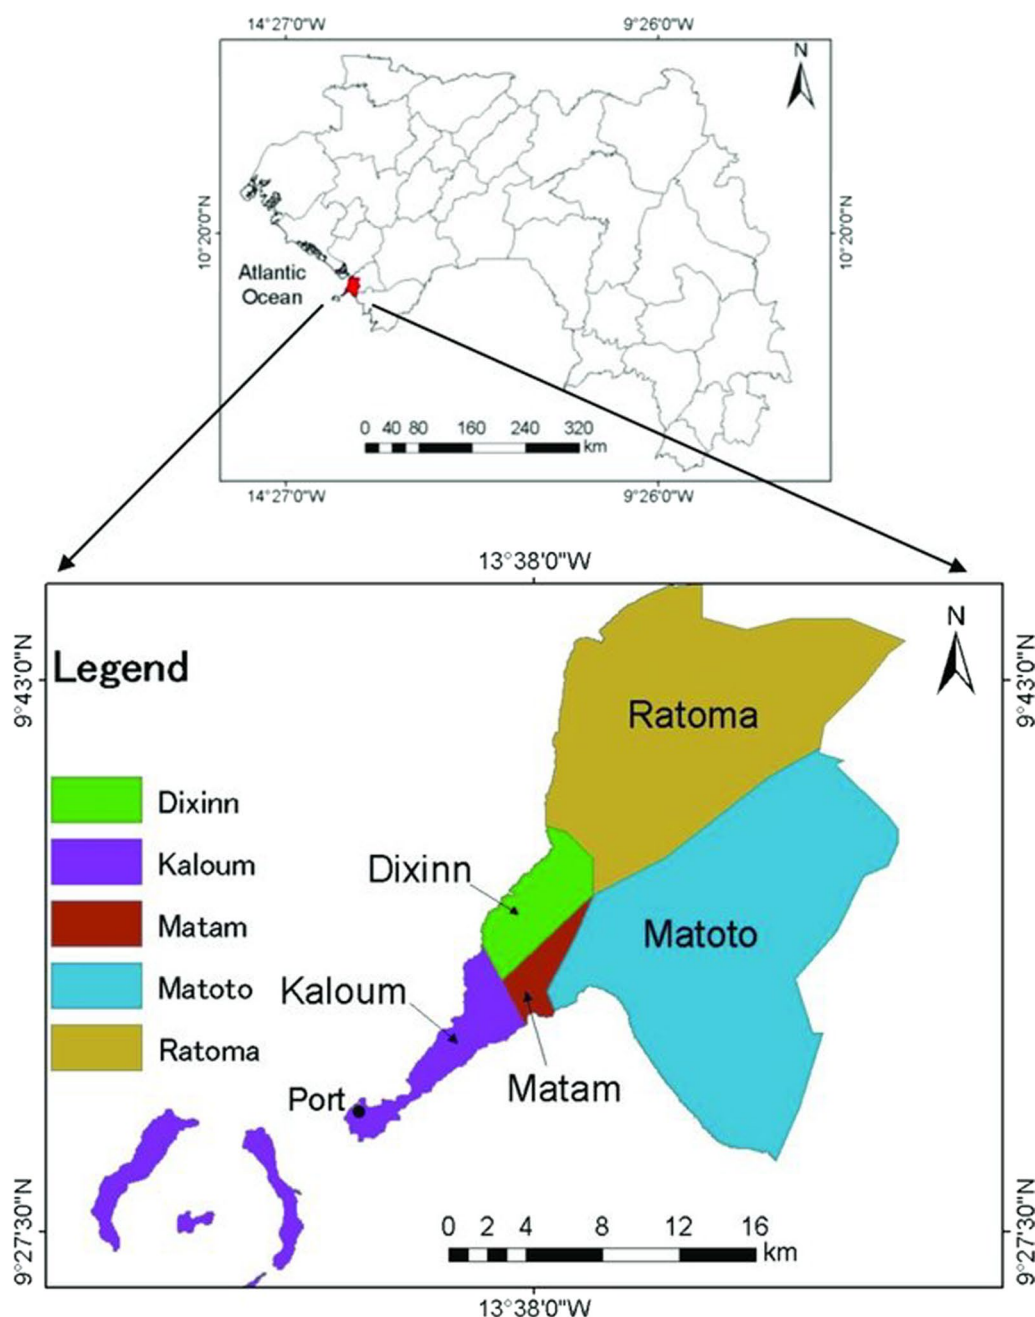 14°27'0"W
9°26'0"W
N
10°20'0"N
10°20'0"N
Atlantic
Ocean
0 40 80 160 240 320
km
14°27'0"W
9°26'0"W
13°38'0"W
N
9°43'0"N
9°43'0"N
Legend
Ratoma
Dixinn
Kaloum
Matam
Matoto
Ratoma
Dixinn
Matoto
Kaloum
Matam
Port
9°27'30"N
9°27'30"N
0 2 4 8 12 16
km
13°38'0"W